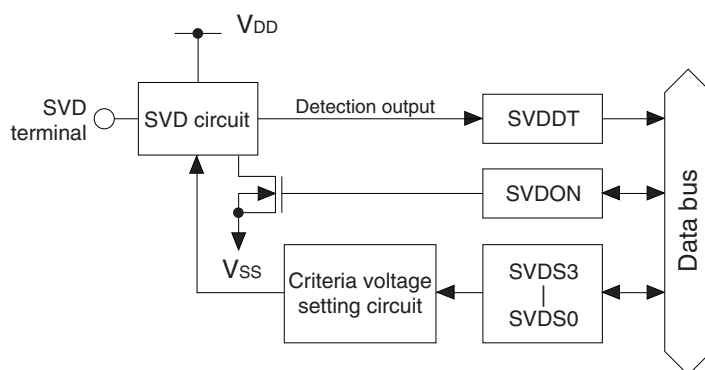 VDD
SVD
terminal
SVD circuit
Detection output
SVDDT
SVDON
VSS
Criteria voltage
setting circuit
SVDS3
|
SVDS0
Data bus